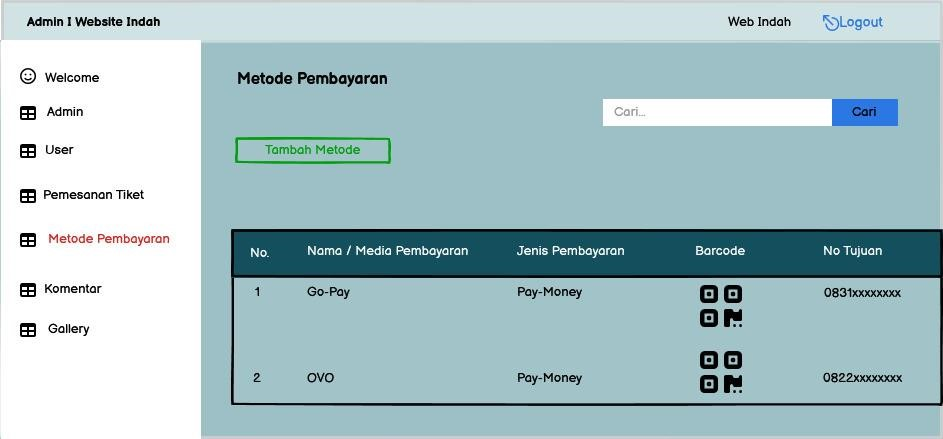 Admin I Website Indah
Web Indah
Logout
Welcome
Admin
User
Pemesanan Tiket
Metode Pembayaran
Komentar
Gallery
Metode Pembayaran
Cari...
Cari
Tambah Metode
No. Nama / Media Pembayaran Jenis Pembayaran Barcode No Tujuan
1 Go-Pay Pay-Money 0831xxxxxxxx
2 OVO Pay-Money 0822xxxxxxxx